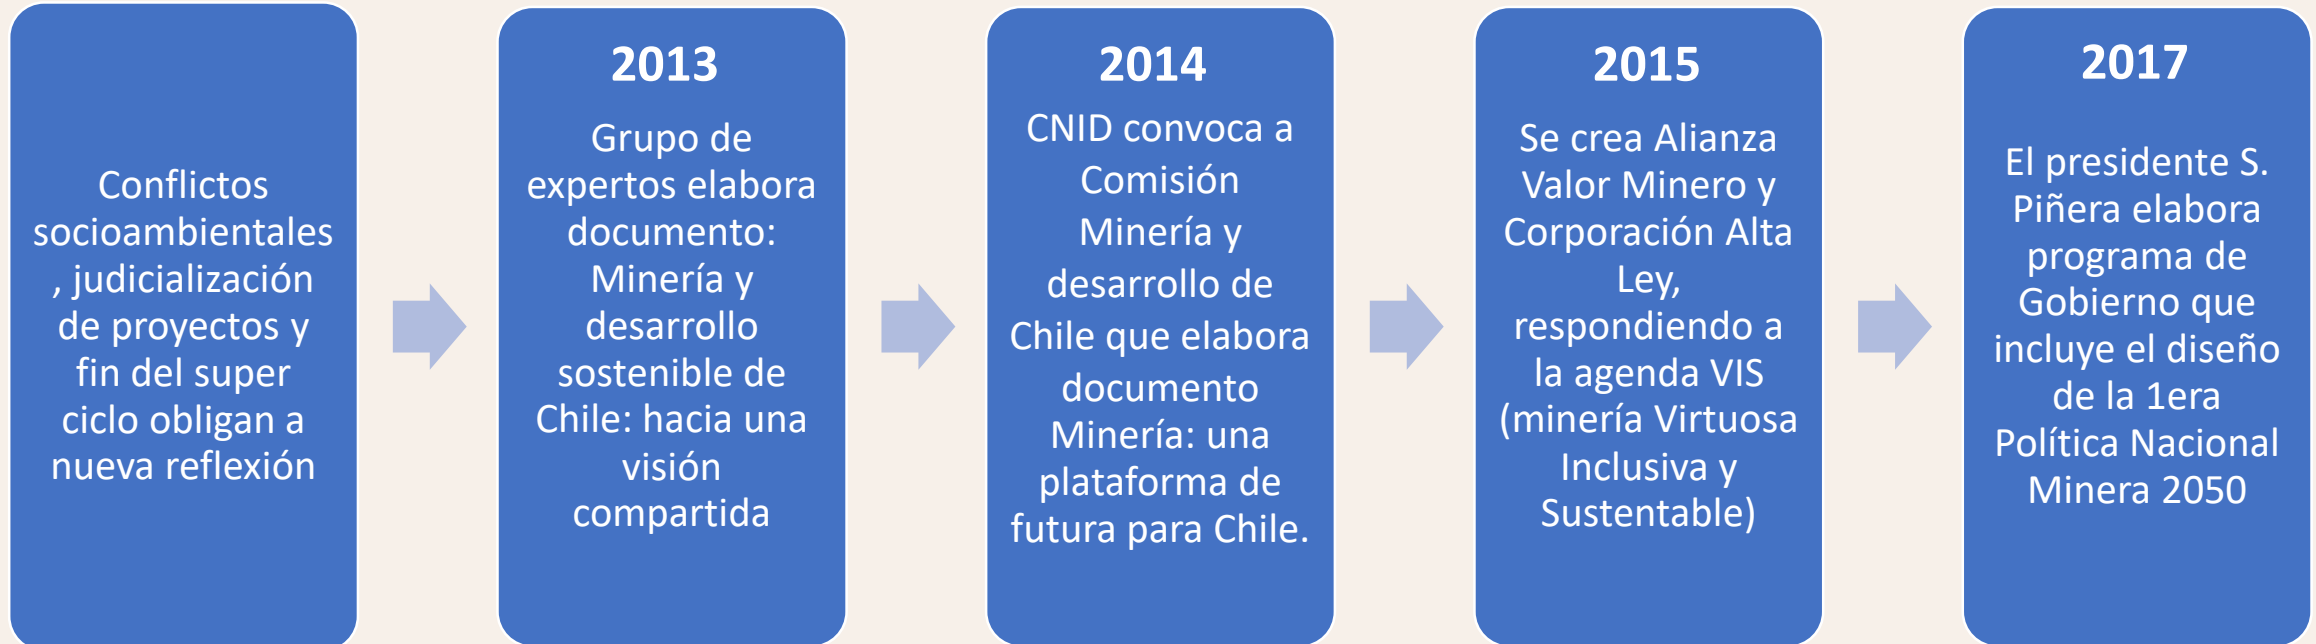 Conflictos
socioambientales
, judicialización
de proyectos y
fin del super
ciclo obligan a
nueva reflexión
2013
Grupo de
expertos elabora
documento:
Minería y
desarrollo
sostenible de
Chile: hacia una
visión
compartida
2014
CNID convoca a
Comisión
Minería y
desarrollo de
Chile que elabora
documento
Minería: una
plataforma de
futura para Chile.
2015
Se crea Alianza
Valor Minero y
Corporación Alta
Ley,
respondiendo a
la agenda VIS
(minería Virtuosa
Inclusiva y
Sustentable)
2017
El presidente S.
Piñera elabora
programa de
Gobierno que
incluye el diseño
de la 1era
Política Nacional
Minera 2050